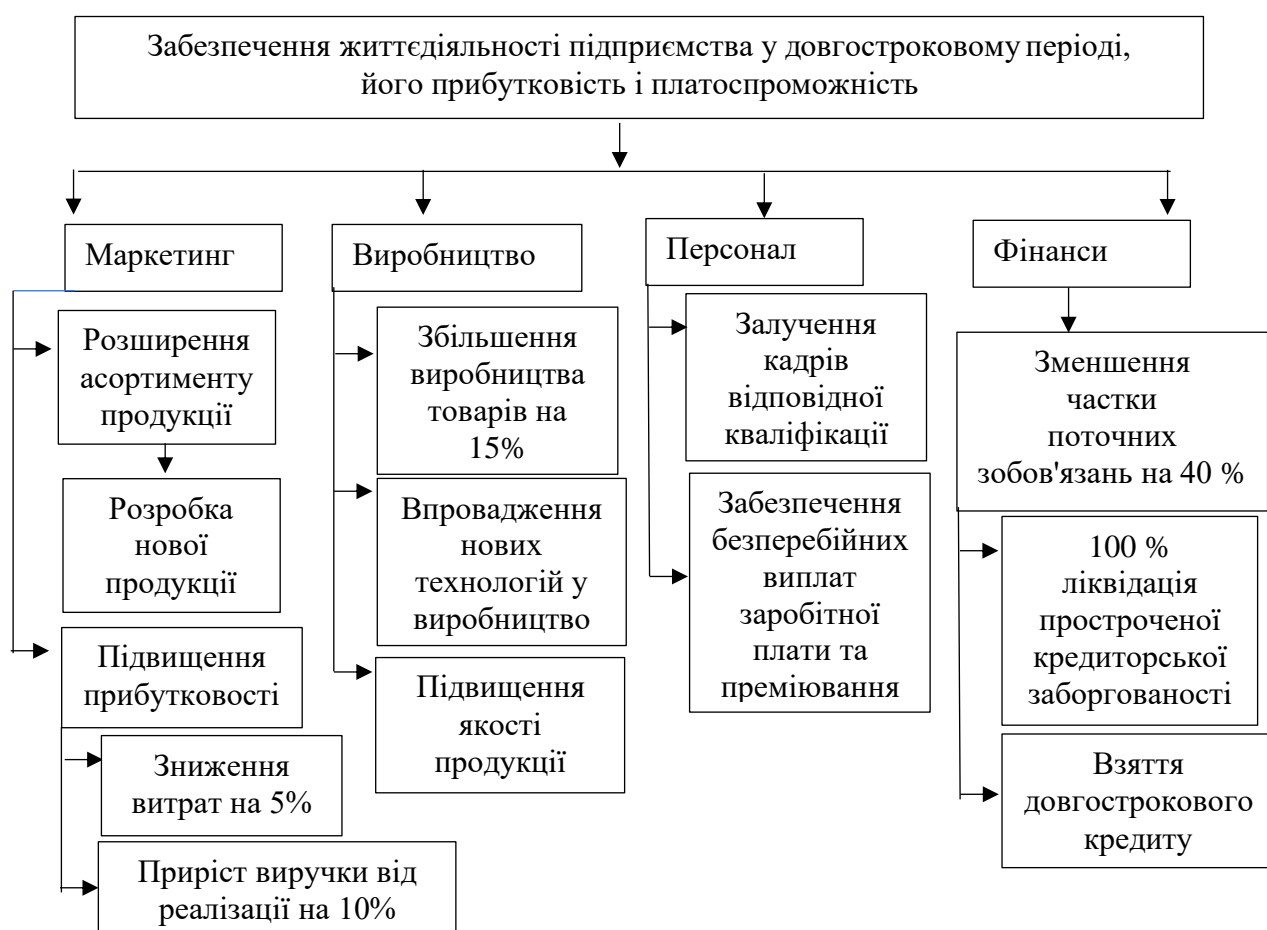 Забезпечення життєдіяльності підприємства у довгостроковому періоді,
його прибутковість і платоспроможність
Маркетинг
Виробництво
Персонал
Фінанси
Розширення
асортименту
продукції
Розробка
нової
продукції
Підвищення
прибутковості
Зниження
витрат на 5%
Приріст виручки від
реалізації на 10%
Збільшення
виробництва
товарів на
15%
Впровадження
нових
технологій у
виробництво
Підвищення
якості
продукції
Залучення
кадрів
відповідної
кваліфікації
Забезпечення
безперебійних
виплат
заробітної
плати та
преміювання
Зменшення
частки
поточних
зобов'язань на 40 %
100 %
ліквідація
простроченої
кредиторської
заборгованості
Взяття
довгострокового
кредиту